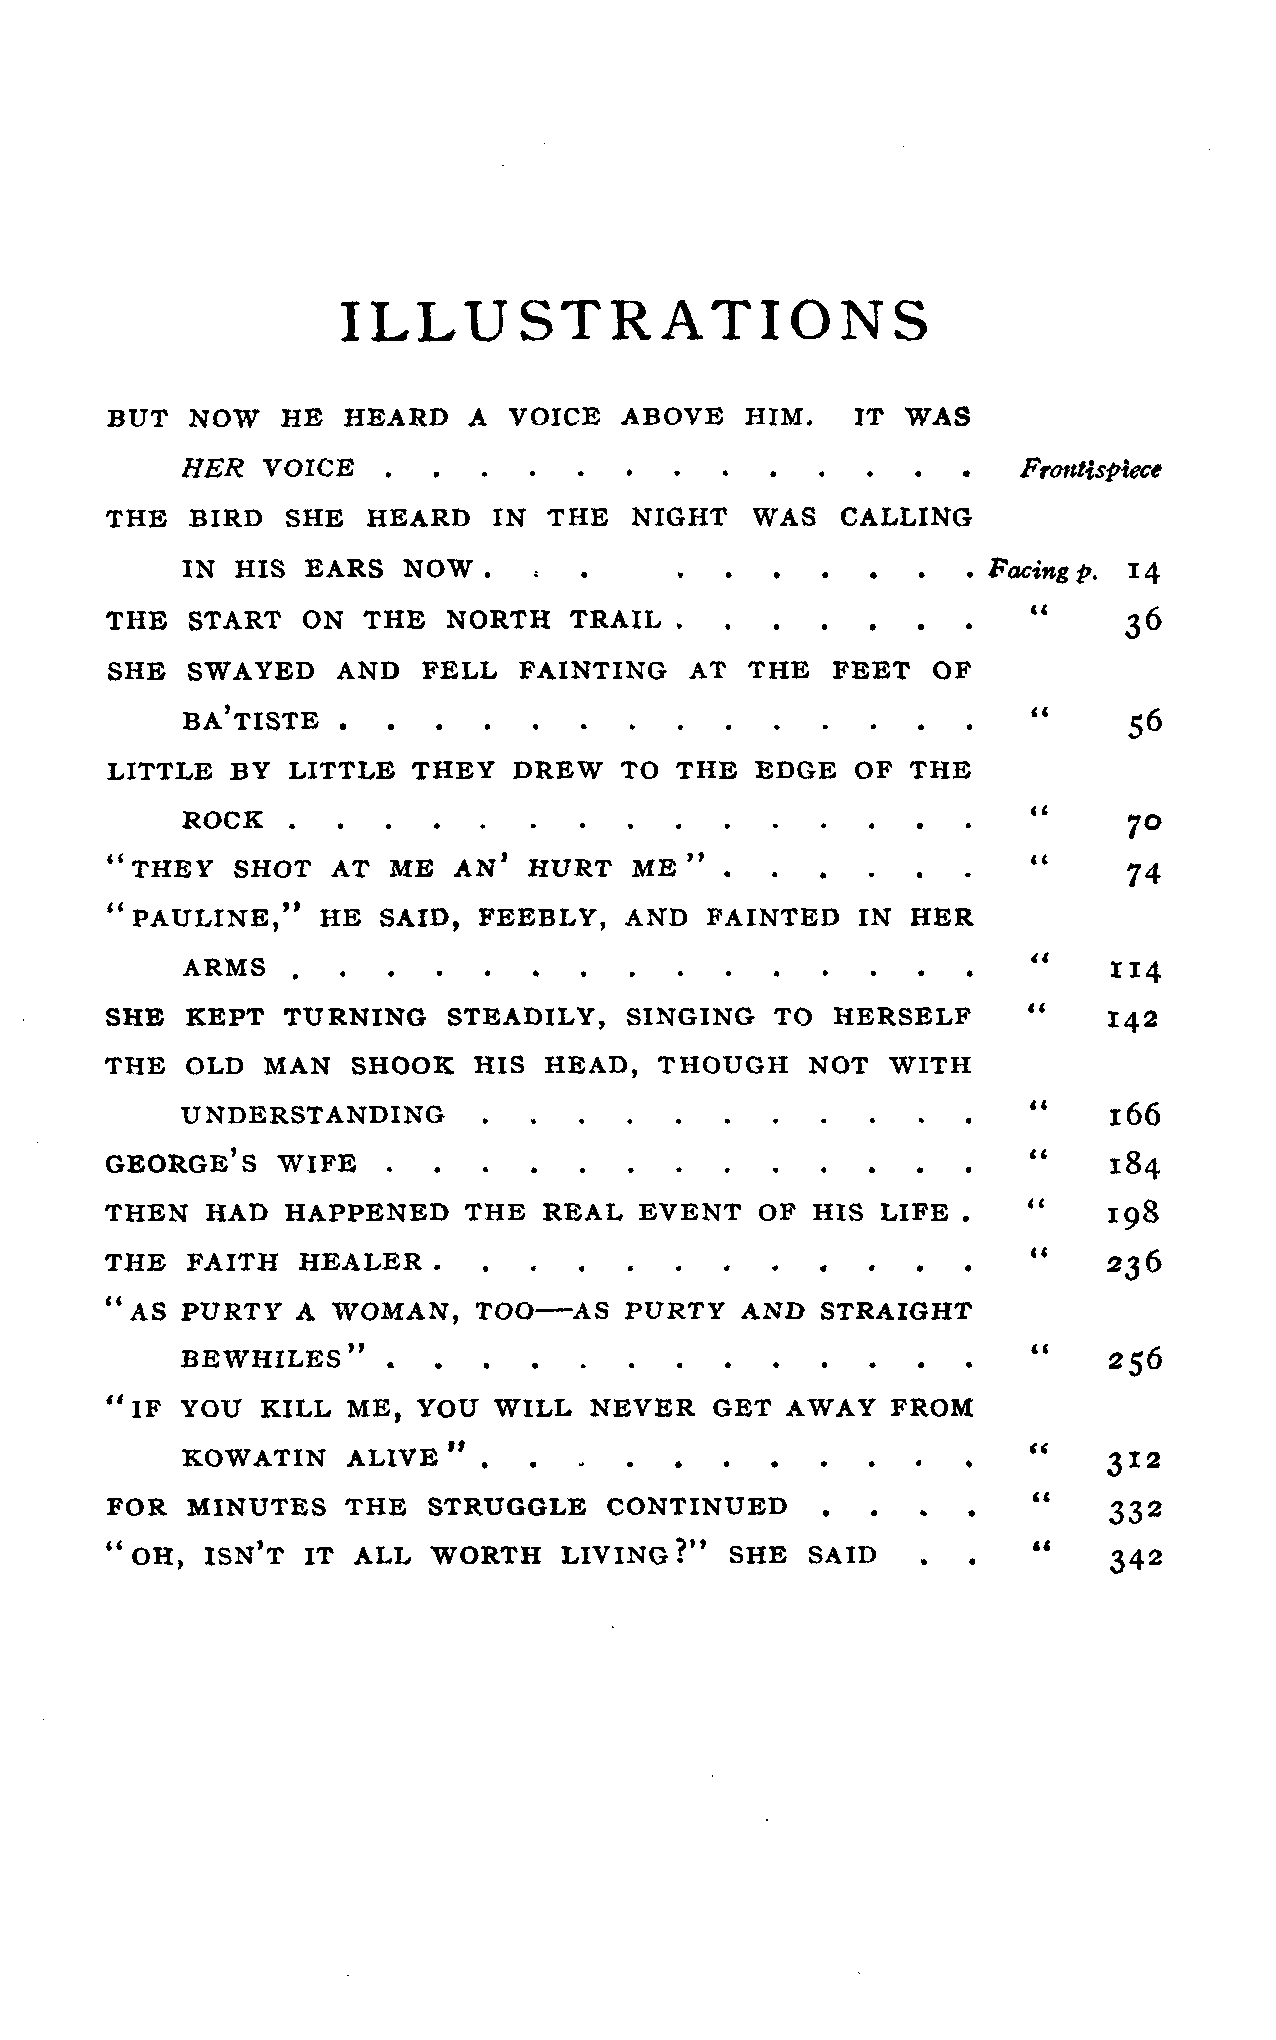 ILLUSTRATIONS
BUT NOW HE HEARD A VOICE ABOVE HIM. IT WAS
HER VOICE . . . . . . . . . . . . . Frontispiece
THE BIRD SHE HEARD IN THE NIGHT WAS CALLING
IN HIS EARS NOW . . . . . . . . . . Facing p. 14
THE START ON THE NORTH TRAIL . . . . . . . " 36
SHE SWAYED AND FELL FAINTING AT THE FEET OF
BA'TISTE . . . . . . . . . . . . . . " 56
LITTLE BY LITTLE THEY DREW TO THE EDGE OF THE
ROCK . . . . . . . . . . . . . . . " 70
"THEY SHOT AT ME AN' HURT ME" . . . . . . " 74
"PAULINE," HE SAID, FEEBLY, AND FAINTED IN HER
ARMS . . . . . . . . . . . . . . . " 114
SHE KEPT TURNING STEADILY, SINGING TO HERSELF " 142
THE OLD MAN SHOOK HIS HEAD, THOUGH NOT WITH
UNDERSTANDING . . . . . . . . . . . " 166
GEORGE'S WIFE . . . . . . . . . . . . . " 184
THEN HAD HAPPENED THE REAL EVENT OF HIS LIFE . " 198
THE FAITH HEALER . . . . . . . . . . . . " 236
"AS PURTY A WOMAN, TOO—AS PURTY AND STRAIGHT
BEWHILES" . . . . . . . . . . . . . " 256
"IF YOU KILL ME, YOU WILL NEVER GET AWAY FROM
KOWATIN ALIVE" . . . . . . . . . . . " 312
FOR MINUTES THE STRUGGLE CONTINUED . . . . " 332
"OH, ISN'T IT ALL WORTH LIVING?" SHE SAID . . " 342